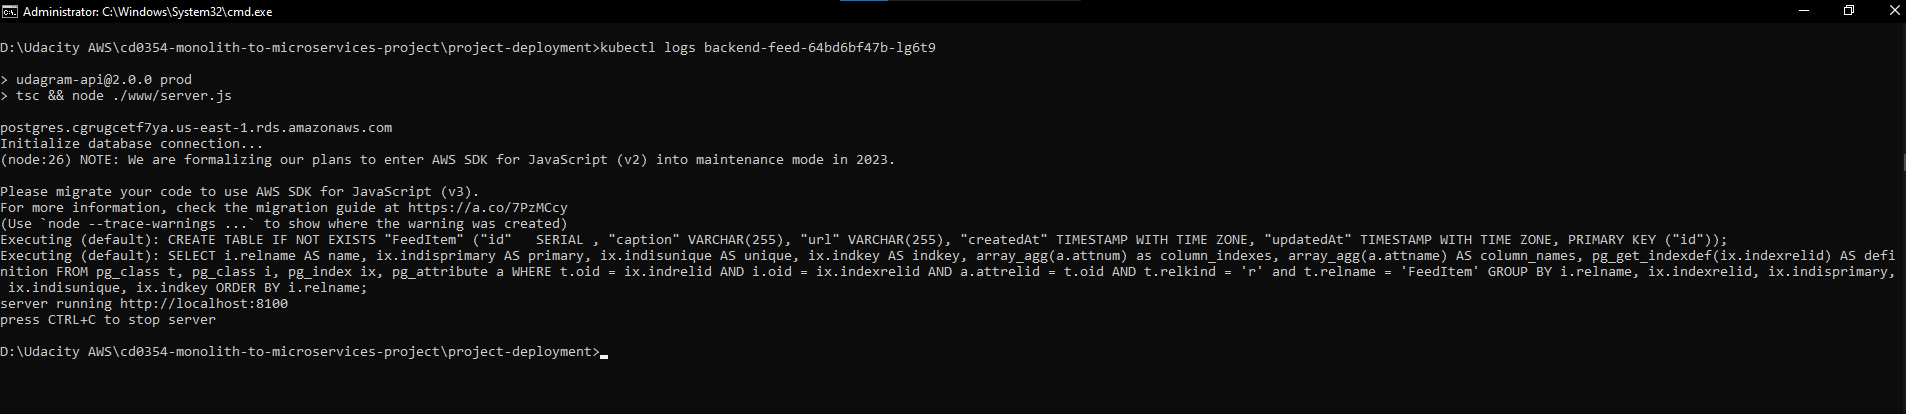 Administrator: C:\Windows\System32\cmd.exe
D:\Udacity AWS\cd0354-monolith-to-microservices-project\project-deployment>kubectl logs backend-feed-64bd6bf47b-lg6t9
> udagram-api@2.0.0 prod
> tsc && node ./www/server.js
postgres.cgrugcetf7ya.us-east-1.rds.amazonaws.com
Initialize database connection...
(node:26) NOTE: We are formalizing our plans to enter AWS SDK for JavaScript (v2) into maintenance mode in 2023.
Please migrate your code to use AWS SDK for JavaScript (v3).
For more information, check the migration guide at https://a.co/7PzMCcy
(Use `node --trace-warnings ...` to show where the warning was created)
Executing (default): CREATE TABLE IF NOT EXISTS "FeedItem" ("id"   SERIAL , "caption" VARCHAR(255), "url" VARCHAR(255), "createdAt" TIMESTAMP WITH TIME ZONE, "updatedAt" TIMESTAMP WITH TIME ZONE, PRIMARY KEY ("id"));
Executing (default): SELECT i.relname AS name, ix.indisprimary AS primary, ix.indisunique AS unique, ix.indkey AS indkey, array_agg(a.attnum) as column_indexes, array_agg(a.attname) AS column_names, pg_get_indexdef(ix.indexrelid) AS defi
nition FROM pg_class t, pg_class i, pg_index ix, pg_attribute a WHERE t.oid = ix.indrelid AND i.oid = ix.indexrelid AND a.attrelid = t.oid AND t.relkind = 'r' and t.relname = 'FeedItem' GROUP BY i.relname, ix.indexrelid, ix.indisprimary,
 ix.indisunique, ix.indkey ORDER BY i.relname;
server running http://localhost:8100
press CTRL+C to stop server
D:\Udacity AWS\cd0354-monolith-to-microservices-project\project-deployment>